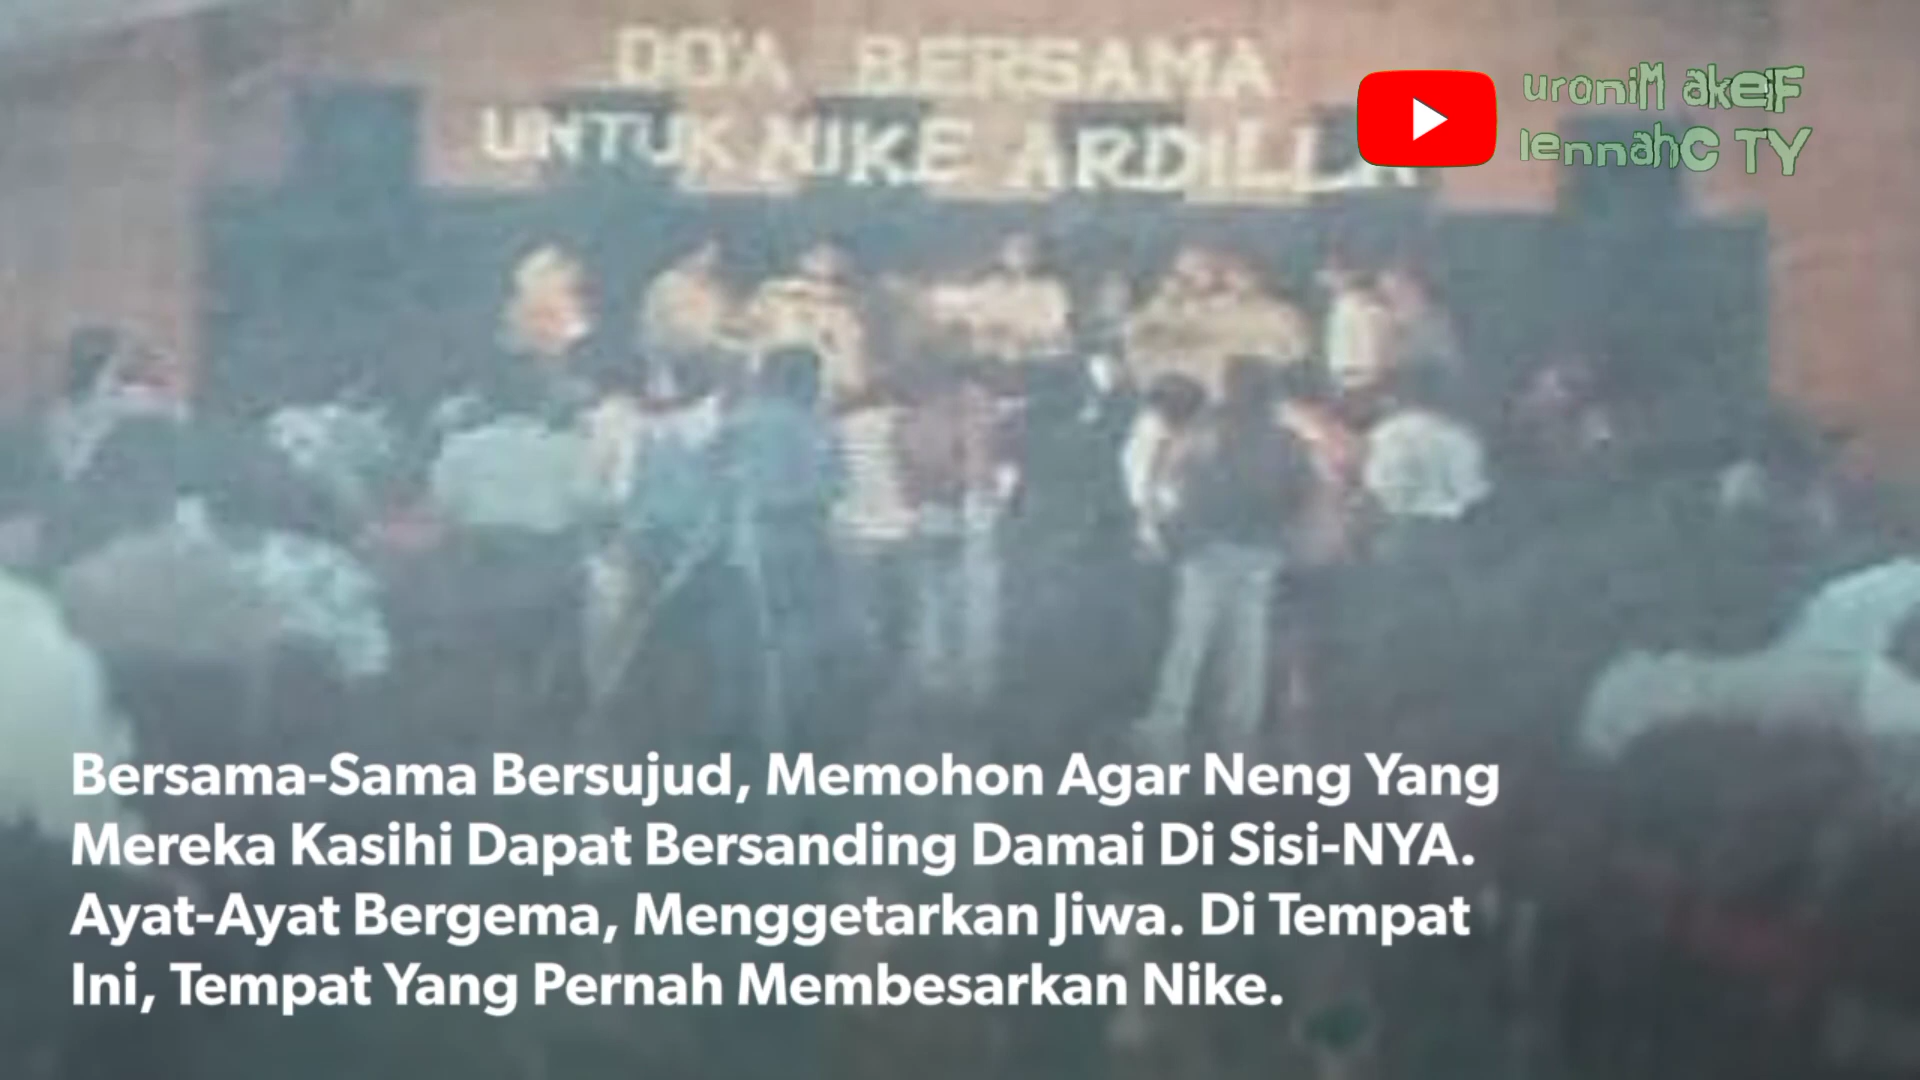 DO'A BERSAMA
UNTUK NIKE ARDILLA
uroniM akeiF
lennahC TY
Bersama-Sama Bersujud, Memohon Agar Neng Yang
Mereka Kasihi Dapat Bersanding Damai Di Sisi-NYA.
Ayat-Ayat Bergema, Menggetarkan Jiwa. Di Tempat
Ini, Tempat Yang Pernah Membesarkan Nike.